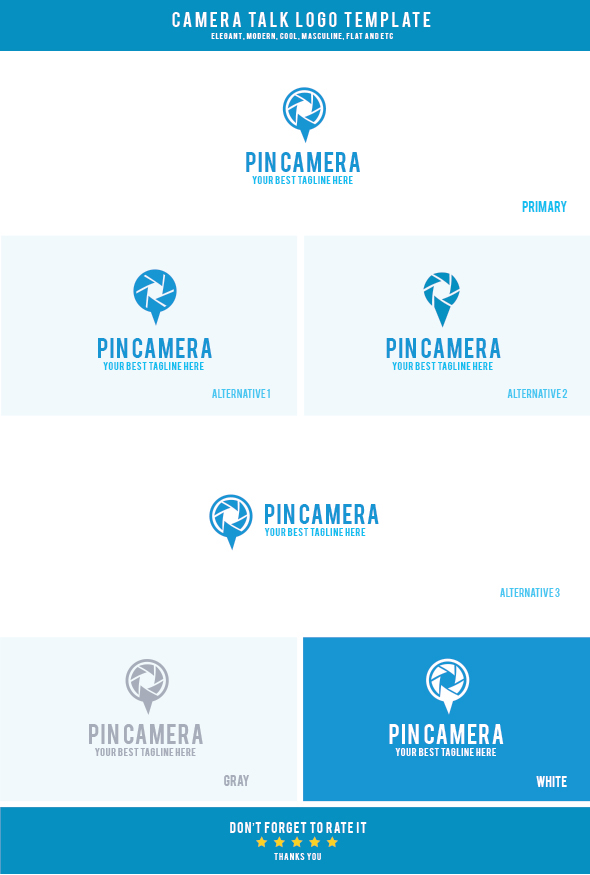 CAMERA TALK LOGO TEMPLATE
ELEGANT, MODERN, COOL, MASCULINE, FLAT AND ETC
PIN CAMERA
YOUR BEST TAGLINE HERE
PRIMARY
PIN CAMERA
YOUR BEST TAGLINE HERE
ALTERNATIVE 1
PIN CAMERA
YOUR BEST TAGLINE HERE
ALTERNATIVE 2
PIN CAMERA
YOUR BEST TAGLINE HERE
ALTERNATIVE 3
PIN CAMERA
YOUR BEST TAGLINE HERE
GRAY
PIN CAMERA
YOUR BEST TAGLINE HERE
WHITE
DON'T FORGET TO RATE IT
THANKS YOU